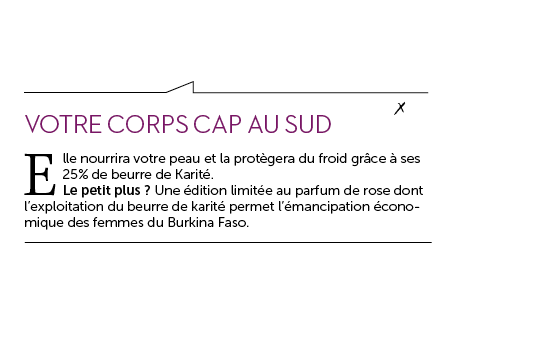 VOTRE CORPS CAP AU SUD
Elle nourrira votre peau et la protègera du froid grâce à ses
25% de beurre de Karité.
Le petit plus ? Une édition limitée au parfum de rose dont
l'exploitation du beurre de karité permet l'émancipation écono-
mique des femmes du Burkina Faso.